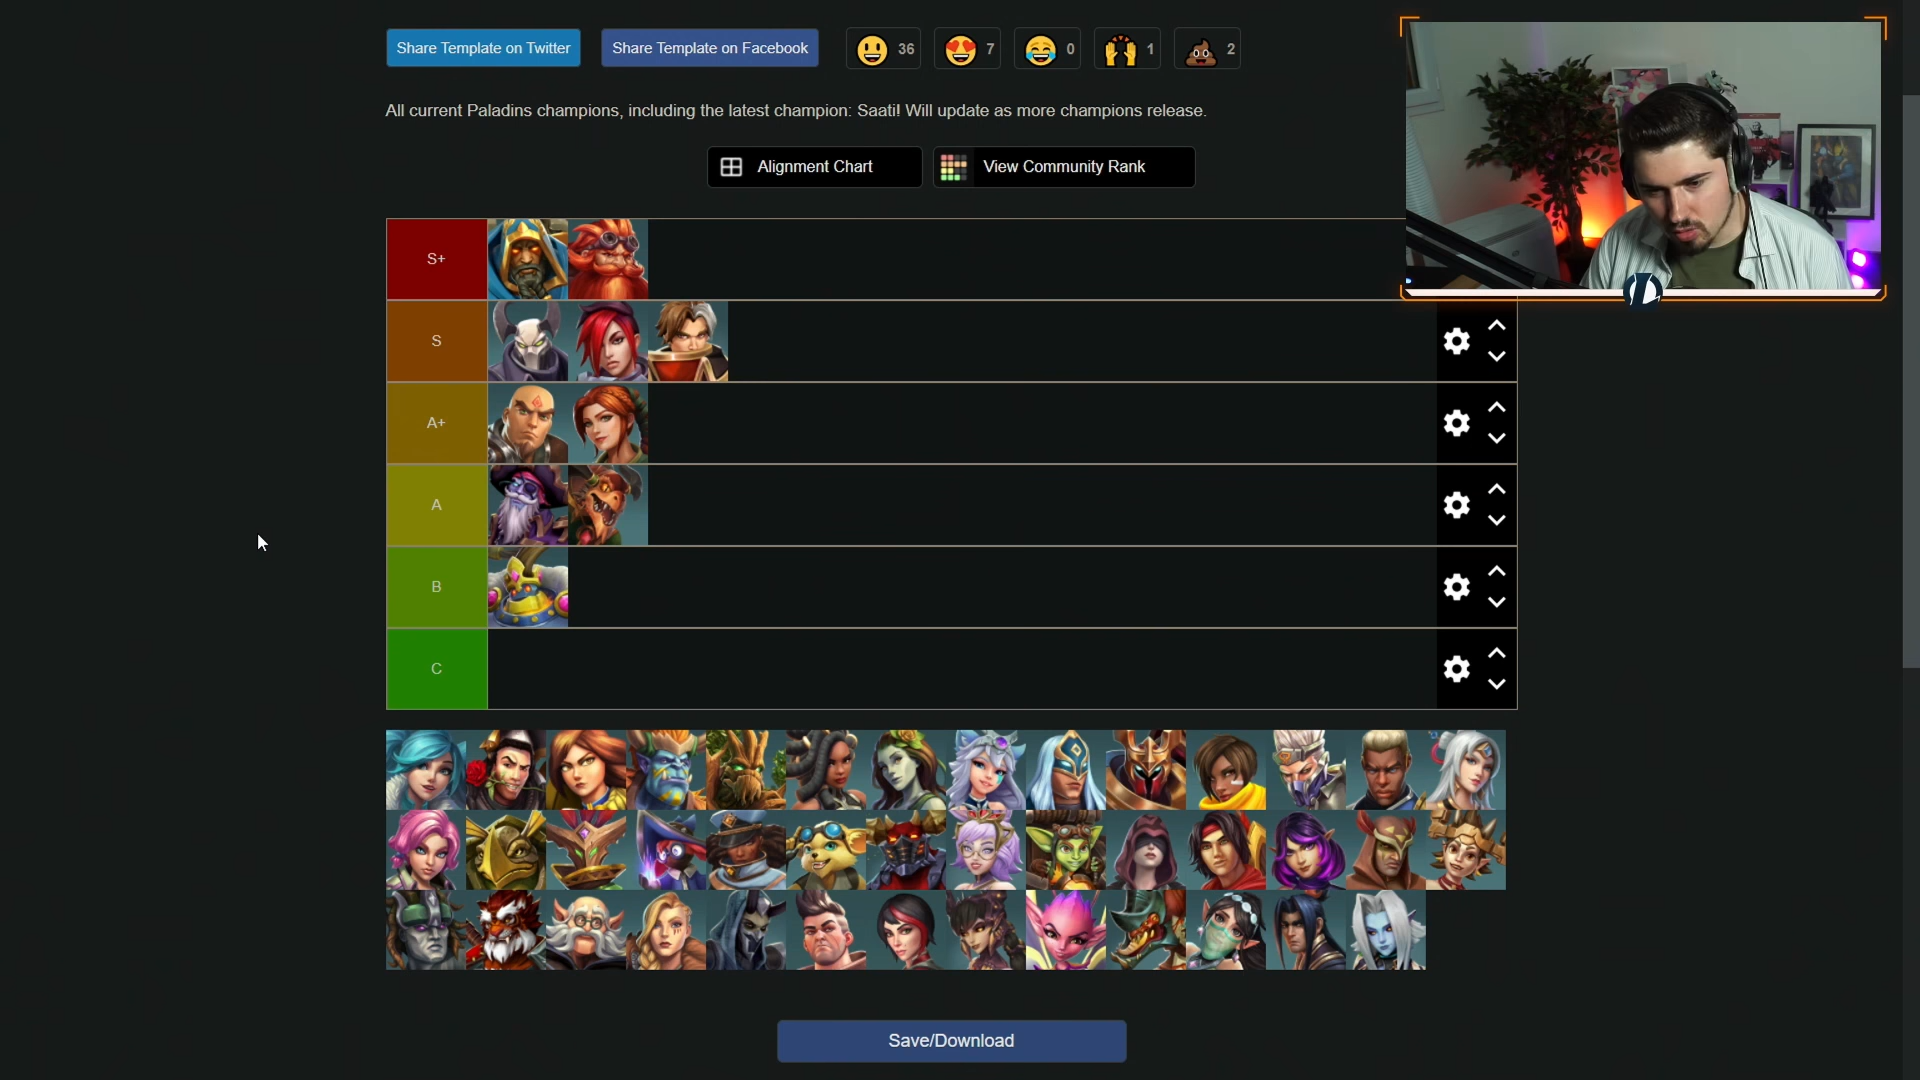 Share Template on Twitter
Share Template on Facebook
36
7
0
1
2
All current Paladins champions, including the latest champion: Saati! Will update as more champions release.
Alignment Chart
View Community Rank
S+
S
A+
A
B
C
Save/Download